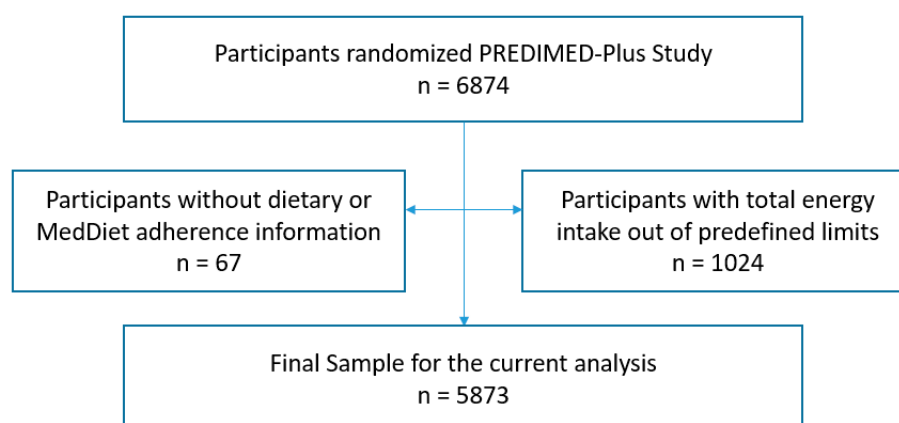 Participants randomized PREDIMED-Plus Study
n = 6874
Participants without dietary or
MedDiet adherence information
n = 67
Participants with total energy
intake out of predefined limits
n = 1024
Final Sample for the current analysis
n = 5873